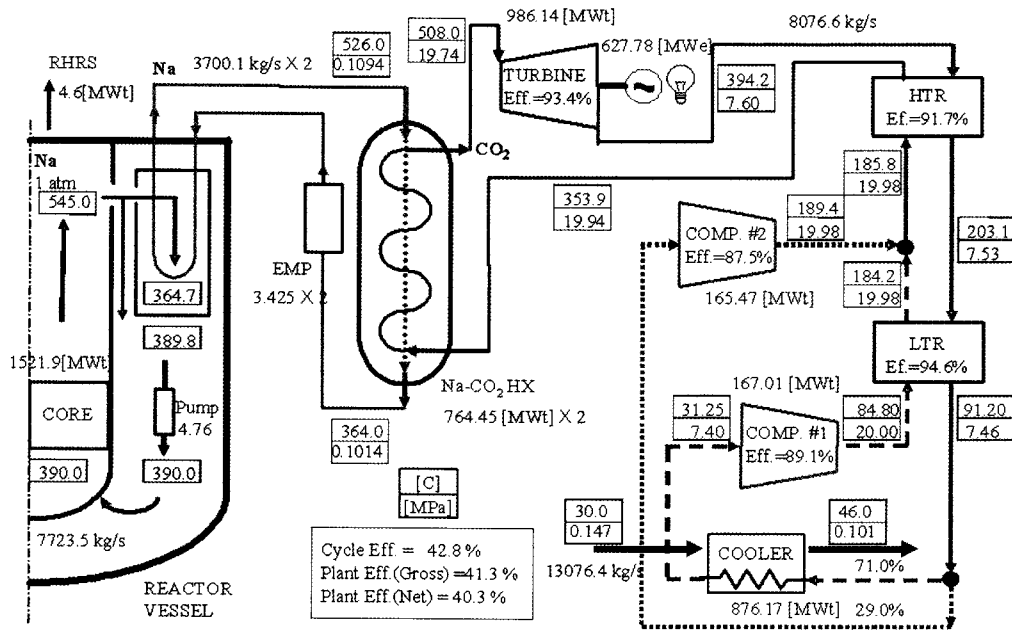 986.14 [MWt]
8076.6 kg/s
526.0
0.1094
508.0
19.74
627.78 [MWe]
RHRS
4.6[MWt]
Na
3700.1 kg/s X 2
TURBINE
Eff.=93.4%
~
394.2
7.60
HTR
Ef.=91.7%
CO2
Na
1 atm
545.0
185.8
19.98
353.9
19.94
189.4
19.98
COMP. #2
Eff.=87.5%
203.1
7.53
EMP
3.425 X 2
184.2
19.98
364.7
165.47 [MWt]
389.8
LTR
Ef.=94.6%
1521.9[MWt]
Na-CO2 HX
764.45 [MWt] X 2
167.01 [MWt]
CORE
Pump
4.76
31.25
7.40
COMP. #1
Eff.=89.1%
84.80
20.00
91.20
7.46
364.0
0.1014
390.0
390.0
[C]
[MPa]
30.0
0.147
46.0
0.101
7723.5 kg/s
Cycle Eff. = 42.8 %
Plant Eff.(Gross) =41.3 %
Plant Eff.(Net) = 40.3 %
13076.4 kg/s
COOLER
71.0%
REACTOR
VESSEL
876.17 [MWt]
29.0%